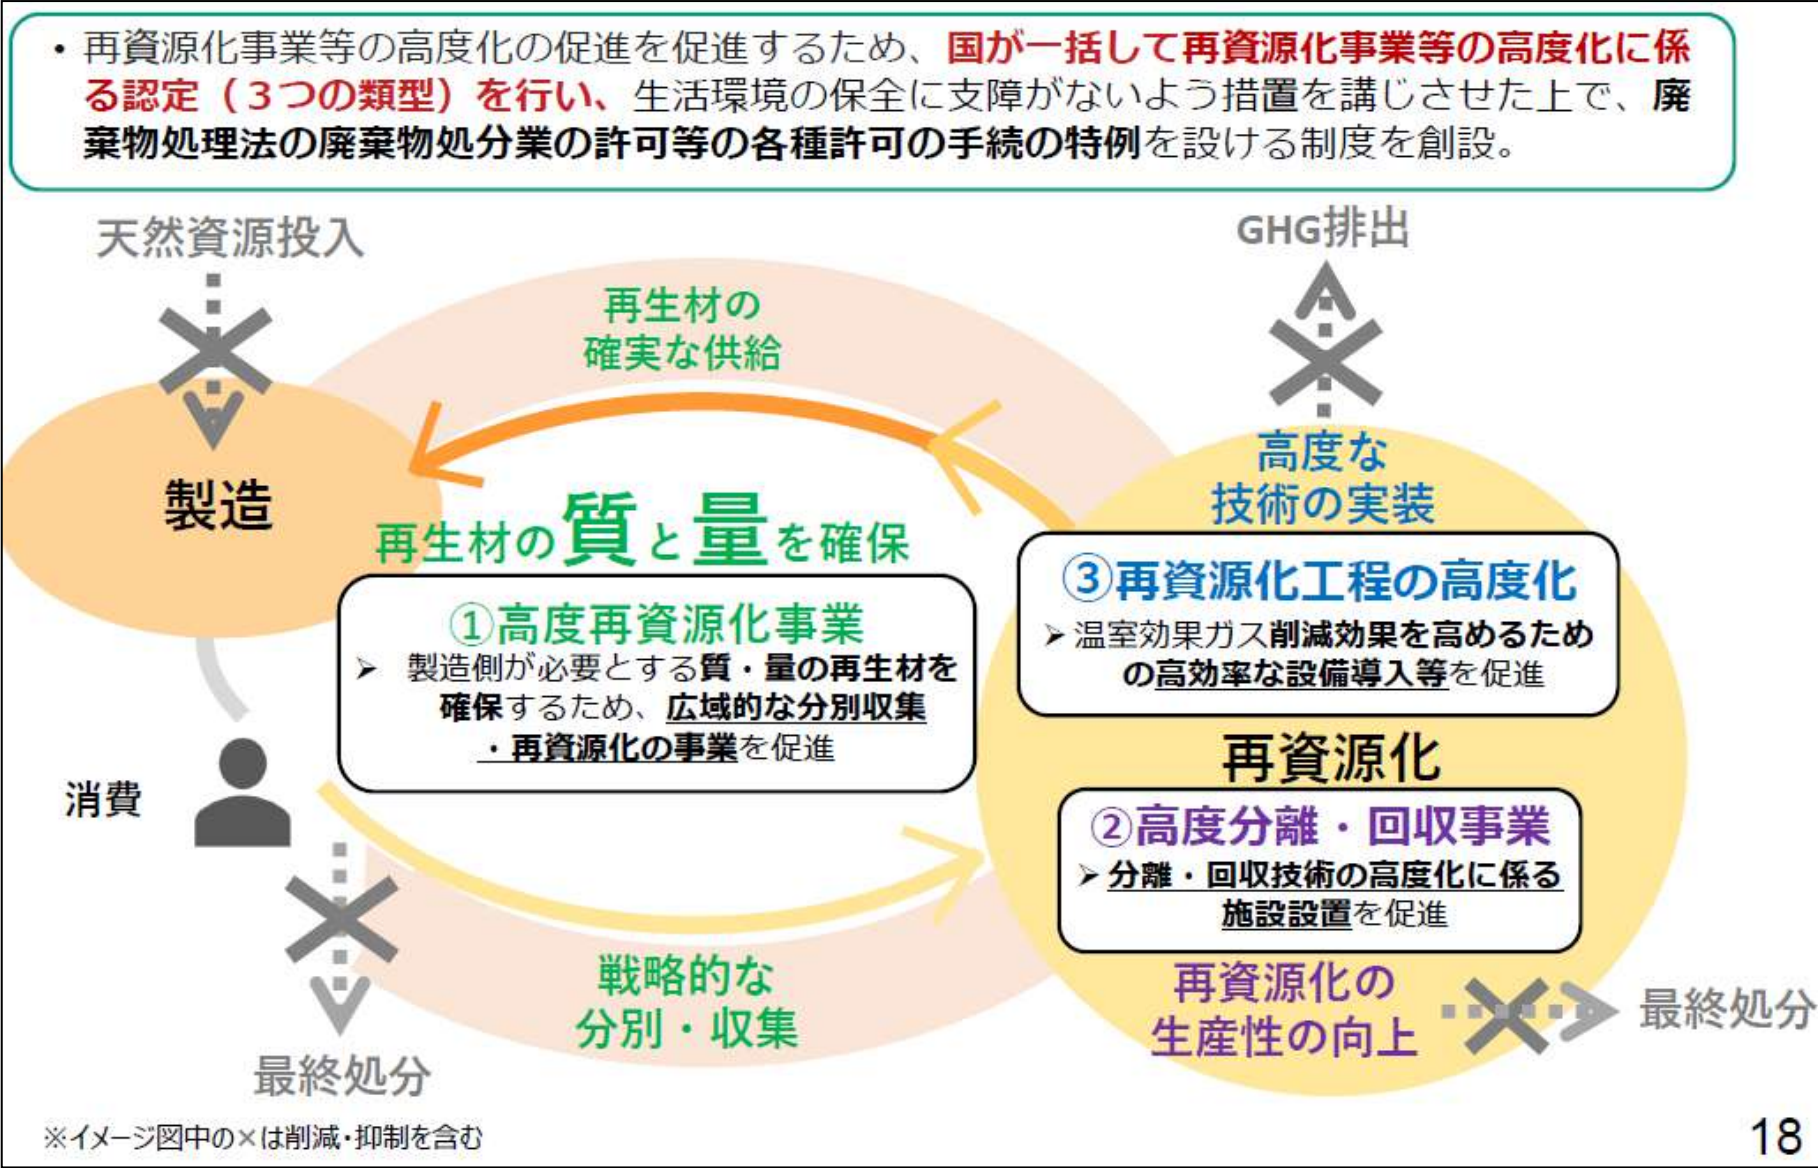 ・再資源化事業等の高度化の促進を促進するため、国が一括して再資源化事業等の高度化に係
る認定（３つの類型）を行い、生活環境の保全に支障がないよう措置を講じさせた上で、廃
棄物処理法の廃棄物処分業の許可等の各種許可の手続の特例を設ける制度を創設。
天然資源投入
GHG排出
再生材の
確実な供給
製造
高度な
技術の実装
再生材の質と量を確保
①高度再資源化事業
➢ 製造側が必要とする質・量の再生材を
確保するため、広域的な分別収集
・再資源化の事業を促進
③再資源化工程の高度化
➢温室効果ガス削減効果を高めるため
の高効率な設備導入等を促進
再資源化
消費
②高度分離・回収事業
➢分離・回収技術の高度化に係る
施設設置を促進
戦略的な
分別・収集
再資源化の
生産性の向上
最終処分
最終処分
※イメージ図中の×は削減・抑制を含む
18